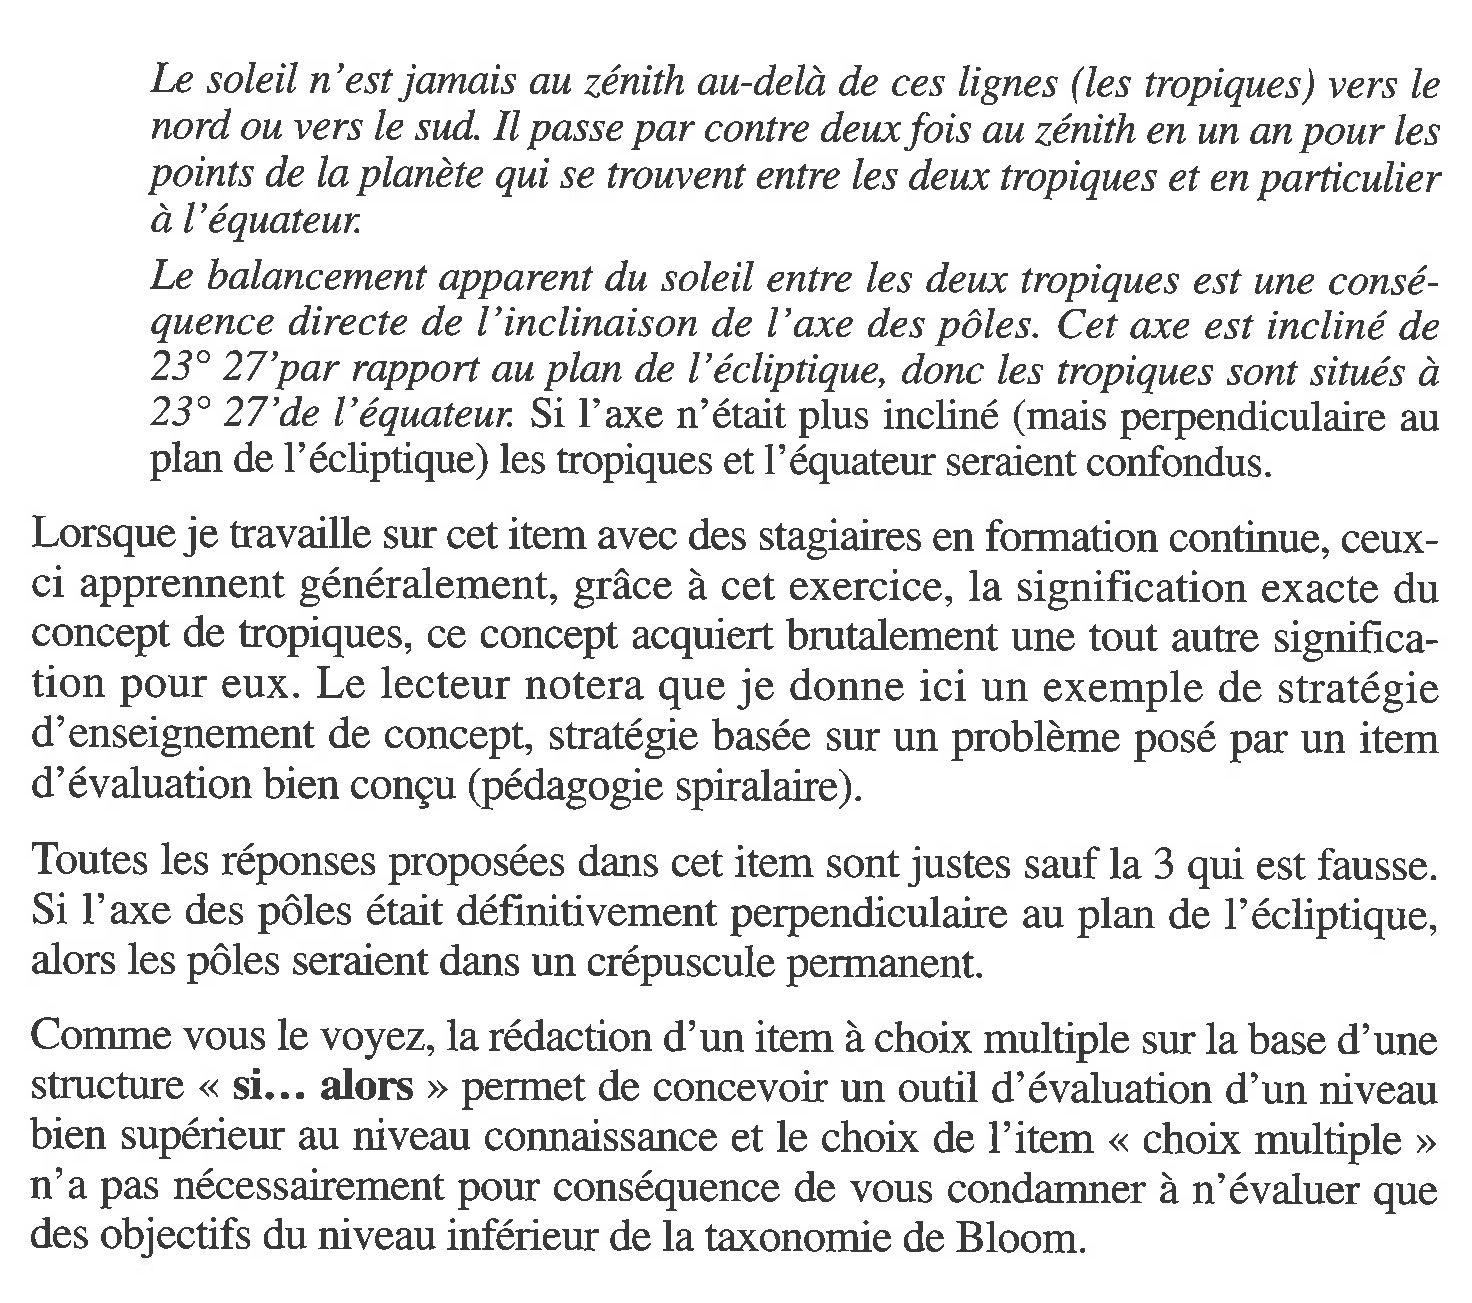 Le soleil n'est jamais au zénith au-delà de ces lignes (les tropiques) vers le
nord ou vers le sud. Il passe par contre deux fois au zénith en un an pour les
points de la planète qui se trouvent entre les deux tropiques et en particulier
à l'équateur.
Le balancement apparent du soleil entre les deux tropiques est une consé-
quence directe de l'inclinaison de l'axe des pôles. Cet axe est incliné de
23° 27'par rapport au plan de l'écliptique, donc les tropiques sont situés à
23° 27'de l'équateur. Si l'axe n'était plus incliné (mais perpendiculaire au
plan de l'écliptique) les tropiques et l'équateur seraient confondus.
Lorsque je travaille sur cet item avec des stagiaires en formation continue, ceux-
ci apprennent généralement, grâce à cet exercice, la signification exacte du
concept de tropiques, ce concept acquiert brutalement une tout autre significa-
tion pour eux. Le lecteur notera que je donne ici un exemple de stratégie
d'enseignement de concept, stratégie basée sur un problème posé par un item
d'évaluation bien conçu (pédagogie spiralaire).
Toutes les réponses proposées dans cet item sont justes sauf la 3 qui est fausse.
Si l'axe des pôles était définitivement perpendiculaire au plan de l'écliptique,
alors les pôles seraient dans un crépuscule permanent.
Comme vous le voyez, la rédaction d'un item à choix multiple sur la base d'une
structure « si... alors » permet de concevoir un outil d'évaluation d'un niveau
bien supérieur au niveau connaissance et le choix de l'item « choix multiple »
n'a pas nécessairement pour conséquence de vous condamner à n'évaluer que
des objectifs du niveau inférieur de la taxonomie de Bloom.